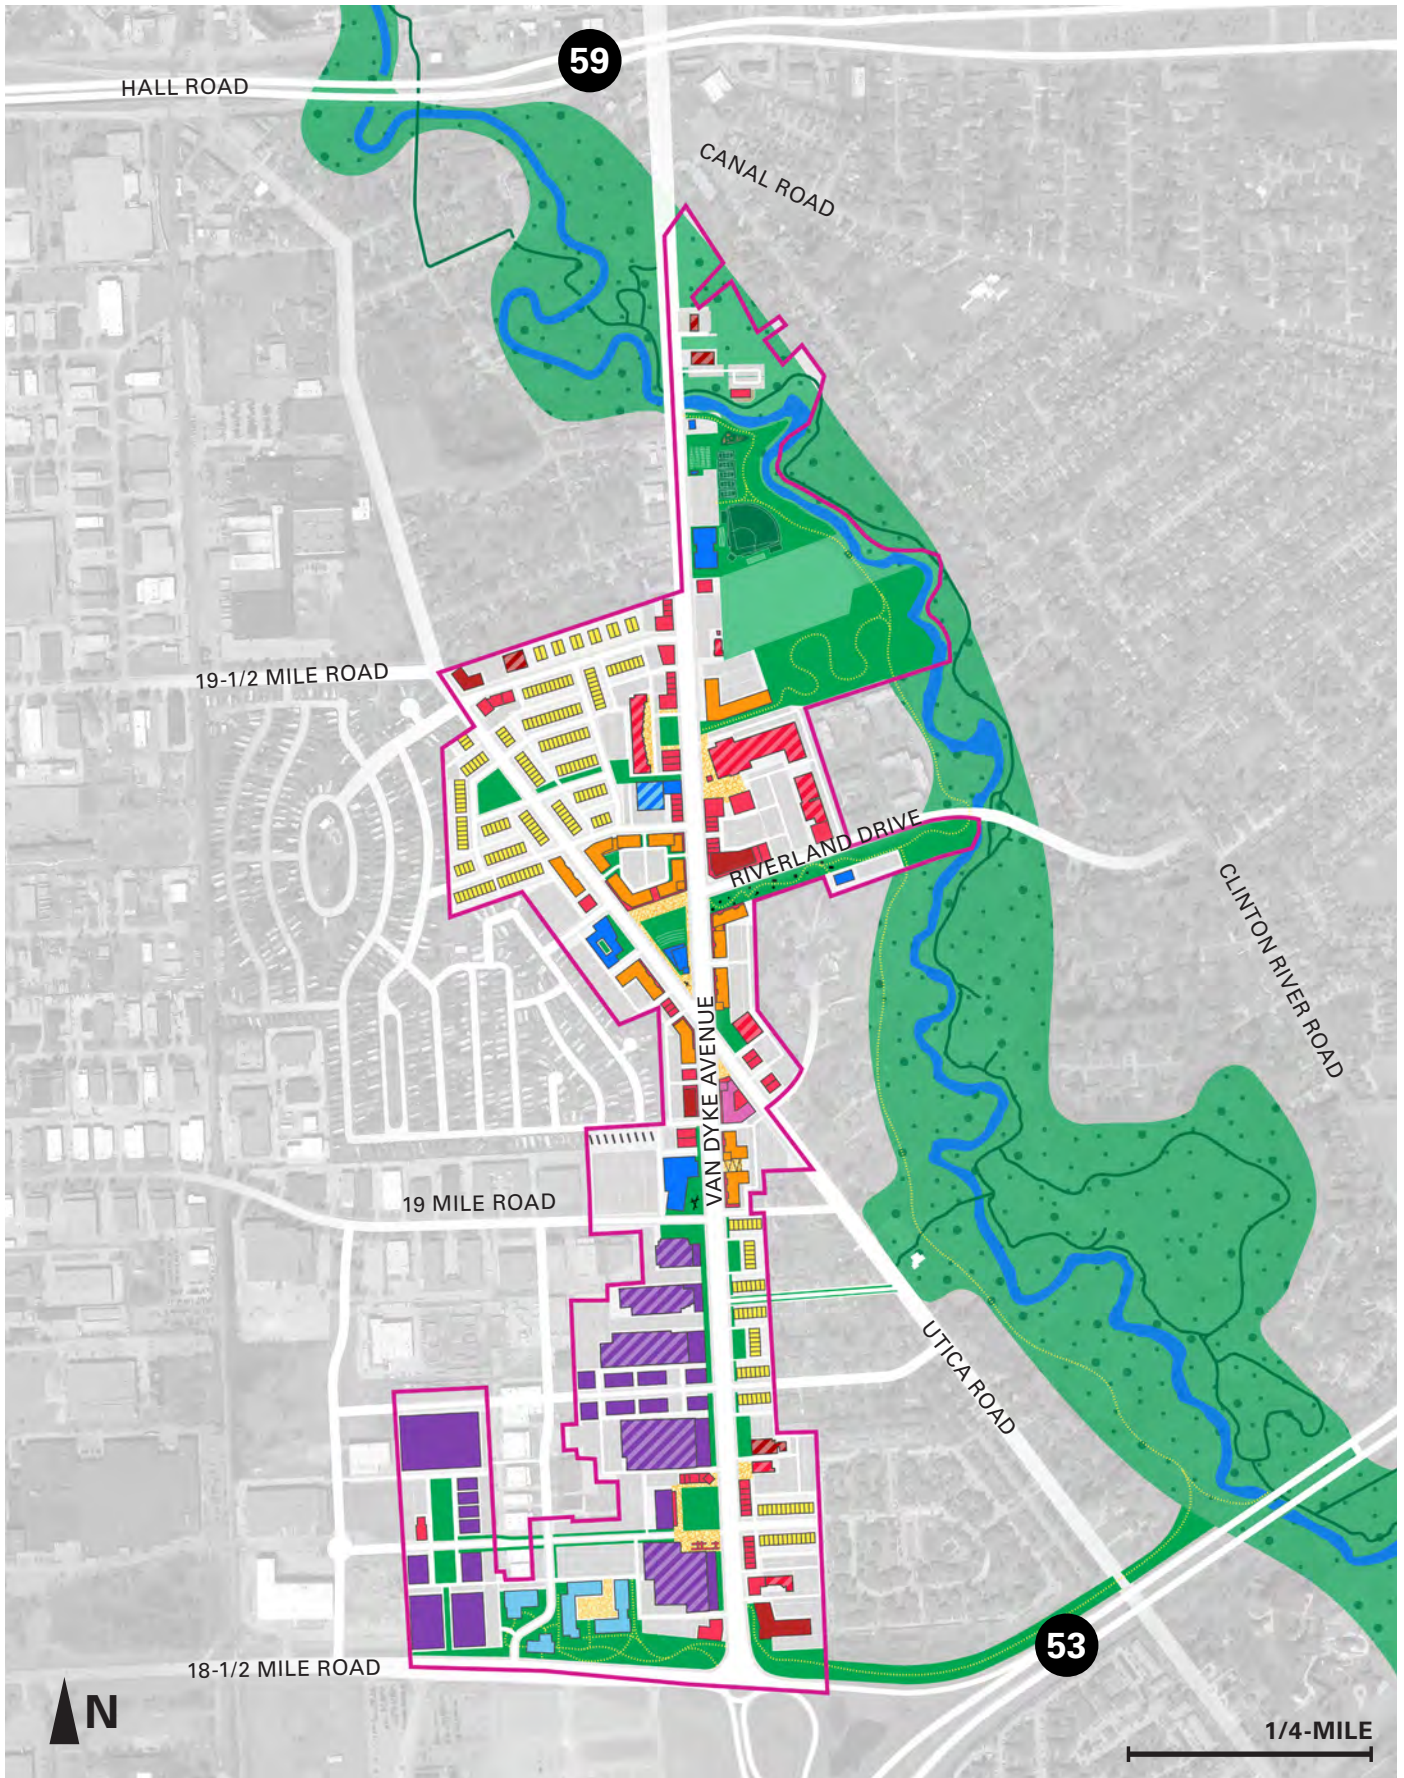 59
HALL ROAD
CANAL ROAD
19-1/2 MILE ROAD
RIVERLAND DRIVE
CLINTON RIVER ROAD
VAN DYKE AVENUE
19 MILE ROAD
UTICA ROAD
53
18-1/2 MILE ROAD
N
1/4-MILE